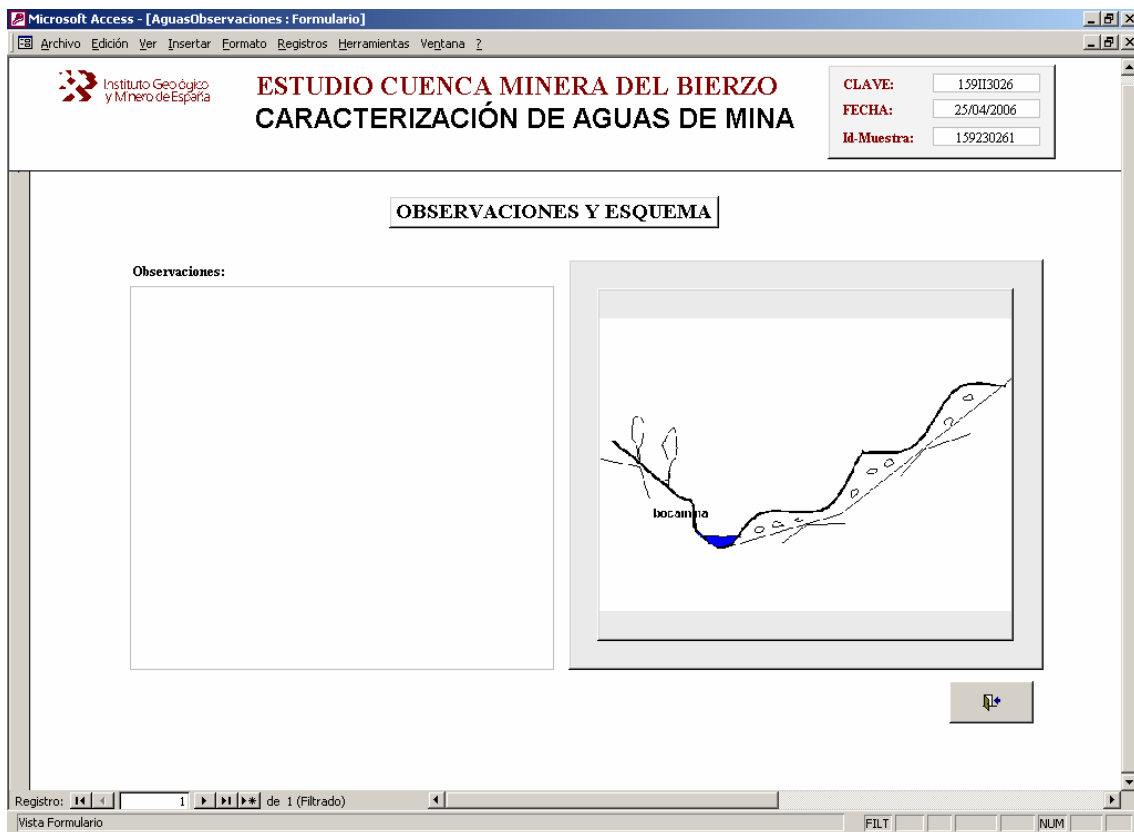 Microsoft Access - [AguasObservaciones : Formulario]
Archivo Edición Ver Insertar Formato Registros Herramientas Ventana ?
Instituto Geológico
y Minero de España
ESTUDIO CUENCA MINERA DEL BIERZO
CARACTERIZACIÓN DE AGUAS DE MINA
CLAVE: 159II3026
FECHA: 25/04/2006
Id-Muestra: 159230261
OBSERVACIONES Y ESQUEMA
Observaciones:
bocamina
Registro: 1 de 1 (Filtrado)
Vista Formulario FILT NUM